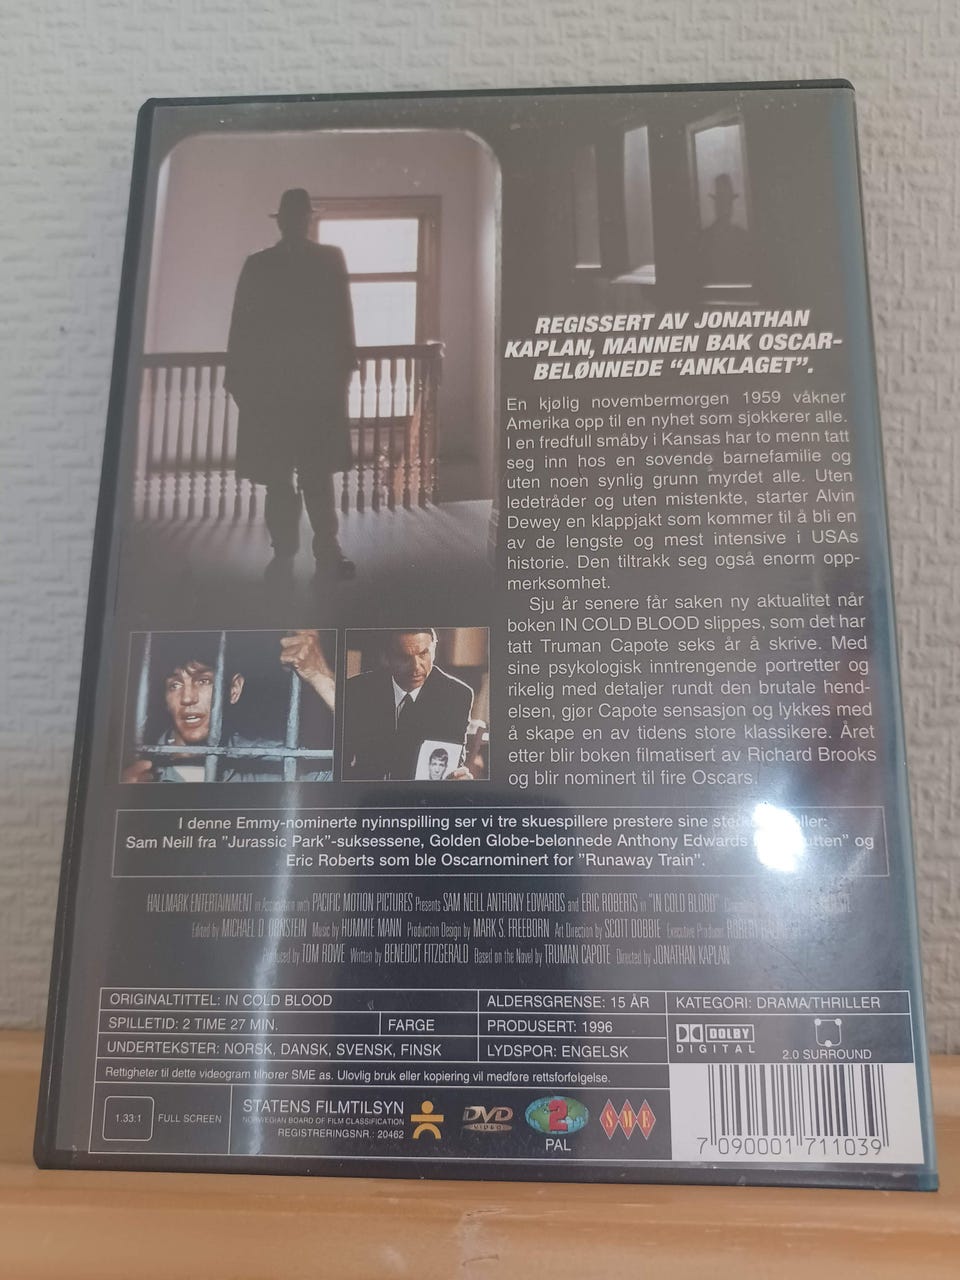 REGISSERT AV JONATHAN
KAPLAN, MANNEN BAK OSCAR-
BELØNNEDE "ANKLAGET".
En kjølig novembermorgen 1959 våkner
Amerika opp til en nyhet som sjokkerer alle.
I en fredfull småby i Kansas har to menn tatt
seg inn hos en sovende barnefamilie og
uten noen synlig grunn myrdet alle. Uten
ledetråder og uten mistenkte, starter Alvin
Dewey en klappjakt som kommer til å bli en
av de lengste og mest intensive i USAs
historie. Den tiltrakk seg også enorm opp-
merksomhet.
Sju år senere får saken ny aktualitet når
boken IN COLD BLOOD slippes, som det har
tatt Truman Capote seks år å skrive. Med
sine psykologisk inntrengende portretter og
rikelig med detaljer rundt den brutale hend-
elsen, gjør Capote sensasjon og lykkes med
å skape en av tidens store klassikere. Året
etter blir boken filmatisert av Richard Brooks
og blir nominert til fire Oscars.
I denne Emmy-nominerte nyinnspilling ser vi tre skuespillere prestere sine
Sam Neill fra "Jurassic Park"-suksessene, Golden Globe-belønnede Anthony Edwards og
Eric Roberts som ble Oscarnominert for "Runaway Train".
HALLMARK ENTERTAINMENT in Association with PACIFIC MOTION PICTURES Presents SAM NEILL ANTHONY EDWARDS and ERIC ROBERTS in "IN COLD BLOOD"
Edited by MICHAEL D. ORNSTEIN Music by HUMMIE MANN Production Design by MARK S. FREEBORN Art Direction by SCOTT DOBBIE Executive Producer ROBERT
Produced by TOM ROWE Written by BENEDICT FITZGERALD Based on the Novel by TRUMAN CAPOTE Directed by JONATHAN KAPLAN
ORIGINALTITTEL: IN COLD BLOOD
ALDERSGRENSE: 15 ÅR
KATEGORI: DRAMA/THRILLER
SPILLETID: 2 TIME 27 MIN.
FARGE
PRODUSERT: 1996
UNDERTEKSTER: NORSK, DANSK, SVENSK, FINSK
LYDSPOR: ENGELSK
DOLBY
DIGITAL
2.0 SURROUND
Rettigheter til dette videogram tilhører SME as. Ulovlig bruk eller kopiering vil medføre rettsforfølgelse.
1.33:1
FULL SCREEN
STATENS FILMTILSYN
NORWEGIAN BOARD OF FILM CLASSIFICATION
REGISTRERINGSNR.: 20462
DVD
VIDEO
2
PAL
SME
7 090001 711039